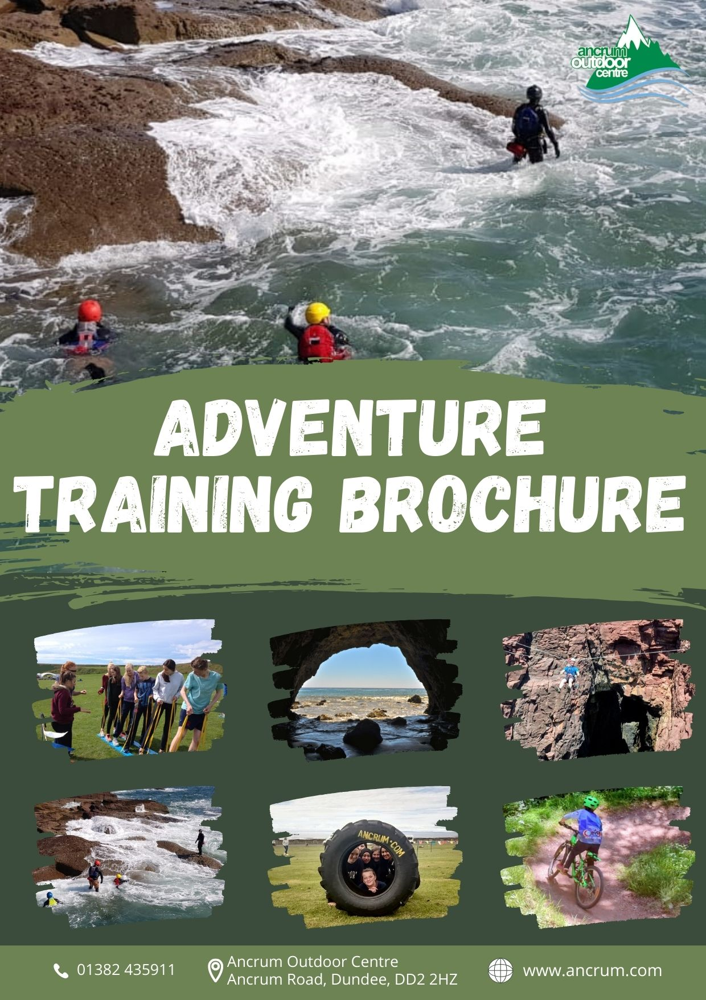 ancrum
outdoor
centre
ADVENTURE
TRAINING BROCHURE
ANCRUM.COM
01382 435911
Ancrum Outdoor Centre
Ancrum Road, Dundee, DD2 2HZ
www.ancrum.com